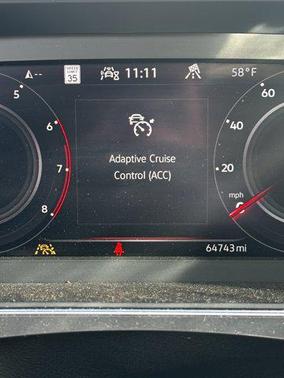 SPEED LIMIT 35
11:11
58°F
5
60
6
40
Adaptive Cruise
Control (ACC)
7
20
mph
8
0
64743 mi